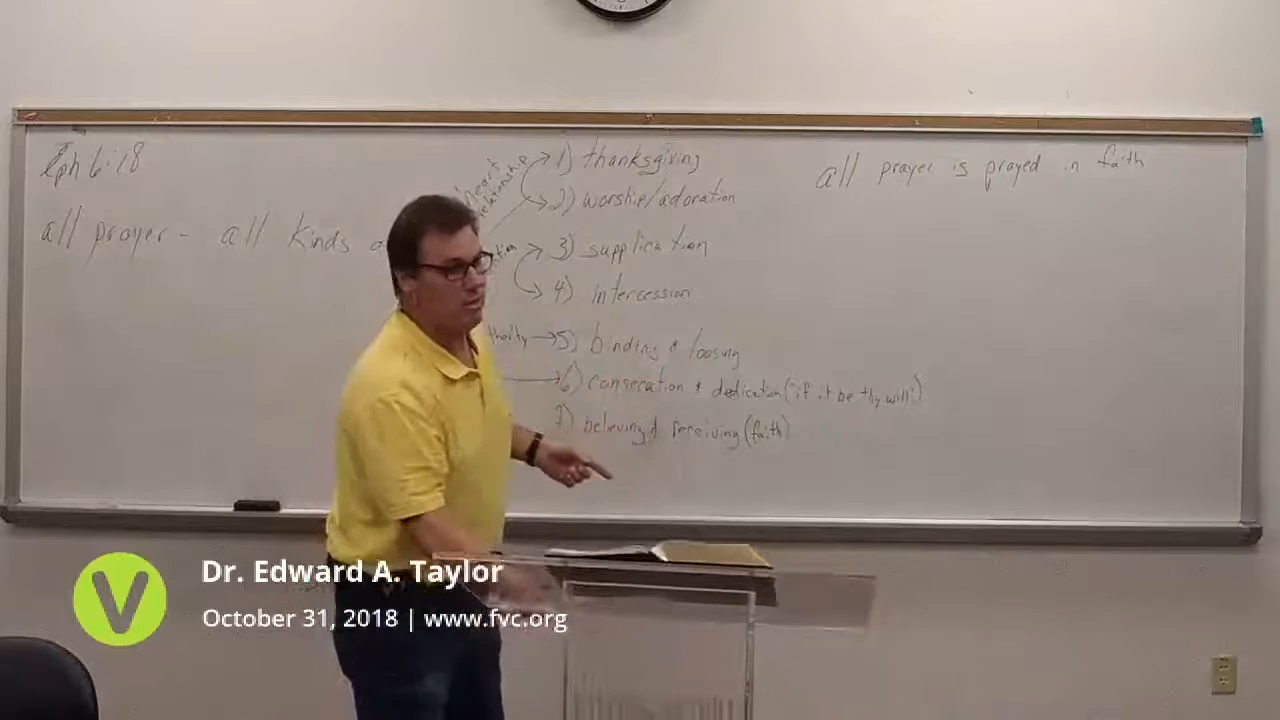 Eph 6:18
all prayer - all kinds
heart
relationship
1) thanksgiving
2) worship/adoration
3) supplication
4) intercession
5) binding & loosing
6) consecration & dedication ("if it be thy will")
7) believing & receiving (faith)
all prayer is prayed in faith
V
Dr. Edward A. Taylor
October 31, 2018 | www.fvc.org